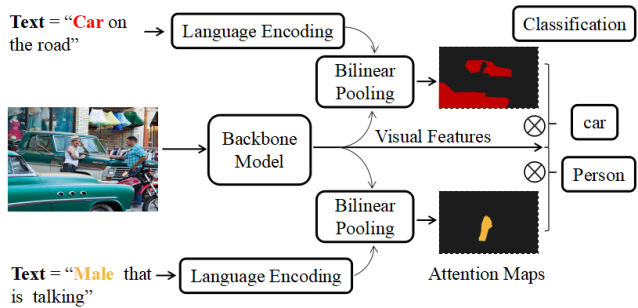 Text = “Car on
the road”
Language Encoding
Classification
Bilinear
Pooling
Backbone
Model
Visual Features
car
Person
Bilinear
Pooling
Text = “Male that
is talking”
Language Encoding
Attention Maps